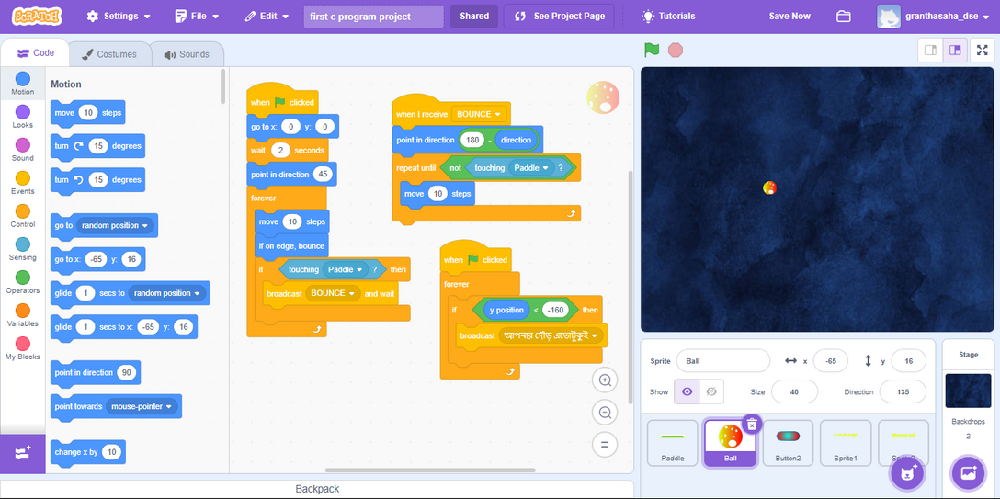 SCRATCH
Settings
File
Edit
first c program project
Shared
See Project Page
Tutorials
Save Now
granthasaha_dse
Code
Costumes
Sounds
Motion
Looks
Sound
Events
Control
Sensing
Operators
Variables
My Blocks
Motion
move 10 steps
turn 15 degrees
turn 15 degrees
go to random position
go to x: -65 y: 16
glide 1 secs to random position
glide 1 secs to x: -65 y: 16
point in direction 90
point towards mouse-pointer
change x by 10
when clicked
go to x: 0 y: 0
wait 2 seconds
point in direction 45
forever
move 10 steps
if on edge, bounce
if touching Paddle ? then
broadcast BOUNCE and wait
when I receive BOUNCE
point in direction 180 - direction
repeat until not touching Paddle ?
move 10 steps
when clicked
forever
if y position < -160 then
broadcast আপনার দৌড় এতোটুকুই
Backpack
Sprite Ball x -65 y 16
Show Size 40 Direction 135
Paddle
Ball
Button2
Sprite1
Stage
Backdrops
2